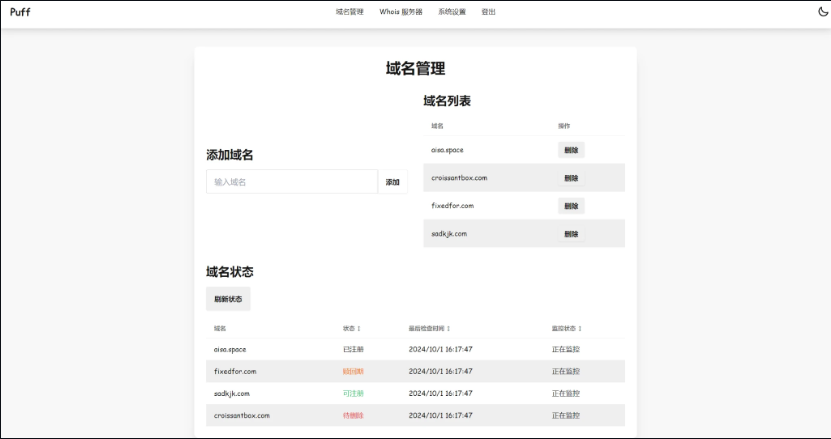 Puff
域名管理 Whois 服务器 系统设置 登出
域名管理
添加域名
输入域名 添加
域名列表
域名 操作
aisa.space 删除
croissantbox.com 删除
fixedfor.com 删除
sadkjk.com 删除
域名状态
刷新状态
域名 状态 最后检查时间 监控状态
aisa.space 已注册 2024/10/1 16:17:47 正在监控
fixedfor.com 赎回期 2024/10/1 16:17:47 正在监控
sadkjk.com 可注册 2024/10/1 16:17:47 正在监控
croissantbox.com 待删除 2024/10/1 16:17:47 正在监控